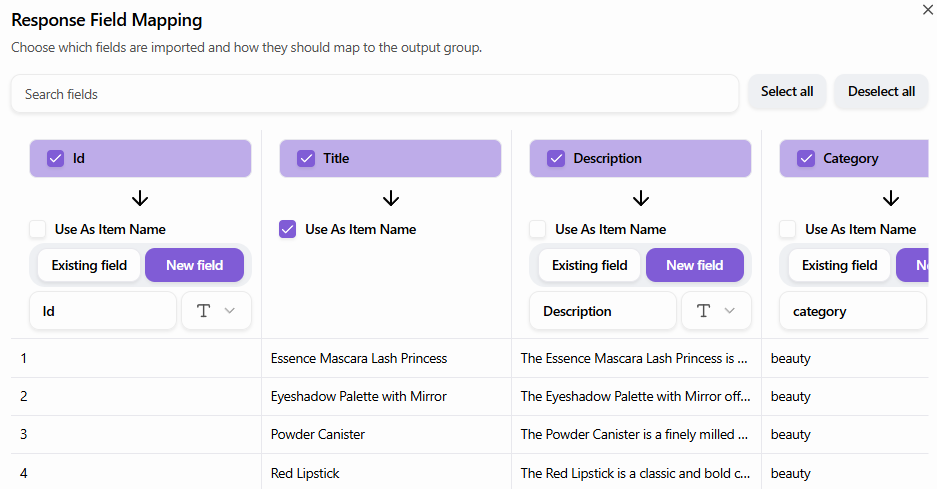 Response Field Mapping
Choose which fields are imported and how they should map to the output group.
Search fields
Select all
Deselect all
Id
Title
Description
Category
Use As Item Name
Use As Item Name
Use As Item Name
Use As Item Name
Existing field
New field
Existing field
New field
Existing field
Id
T
Description
T
category
1
Essence Mascara Lash Princess
The Essence Mascara Lash Princess is ...
beauty
2
Eyeshadow Palette with Mirror
The Eyeshadow Palette with Mirror off...
beauty
3
Powder Canister
The Powder Canister is a finely milled ...
beauty
4
Red Lipstick
The Red Lipstick is a classic and bold c...
beauty